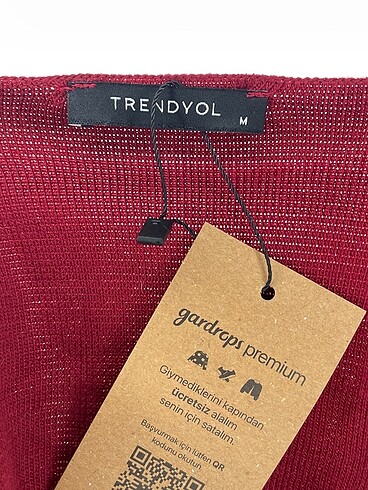 TRENDYOL
M
gardrops premium
Giymediklerini kapından
ücretsiz alalım
senin için satalım.
Başvurmak için lütfen QR
kodunu okutun